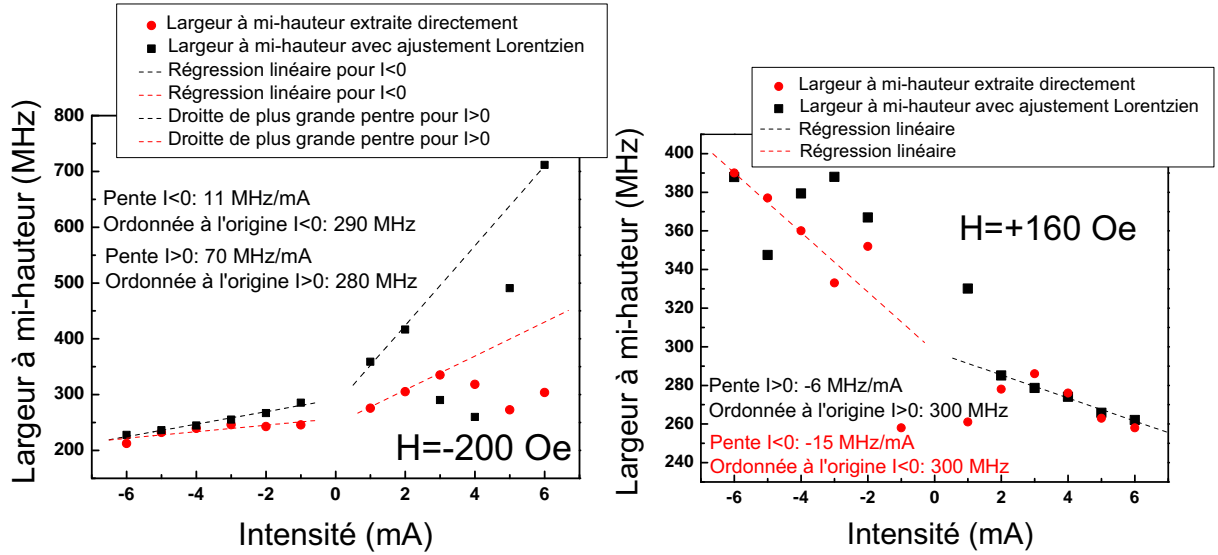 Largeur à mi-hauteur extraite directement
Largeur à mi-hauteur avec ajustement Lorentzien
Régression linéaire pour I<0
Régression linéaire pour I<0
Droitte de plus grande pentre pour I>0
Droitte de plus grande pentre pour I>0
Largeur à mi-hauteur (MHz)
800
700
600
500
400
300
200
Pente I<0: 11 MHz/mA
Ordonnée à l'origine I<0: 290 MHz
Pente I>0: 70 MHz/mA
Ordonnée à l'origine I>0: 280 MHz
H=-200 Oe
-6
-4
-2
0
2
4
6
Intensité (mA)
Largeur à mi-hauteur extraite directement
Largeur à mi-hauteur avec ajustement Lorentzien
Régression linéaire
Régression linéaire
Largeur à mi-hauteur (MHz)
400
380
360
340
320
300
280
260
240
H=+160 Oe
Pente I>0: -6 MHz/mA
Ordonnée à l'origine I>0: 300 MHz
Pente I<0: -15 MHz/mA
Ordonnée à l'origine I<0: 300 MHz
-6
-4
-2
0
2
4
6
Intensité (mA)